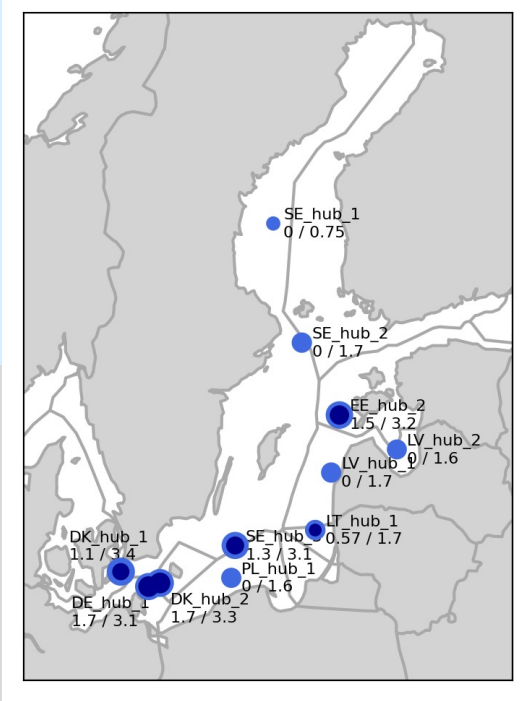 SE_hub_1
0 / 0.75
SE_hub_2
0 / 1.7
EE_hub_2
1.5 / 3.2
LV_hub_2
0 / 1.6
LV_hub_1
0 / 1.7
LT_hub_1
0.57 / 1.7
DK_hub_1
1.1 / 3.4
SE_hub_
1.3 / 3.1
PL_hub_1
0 / 1.6
DE_hub_1
1.7 / 3.1
DK_hub_2
1.7 / 3.3